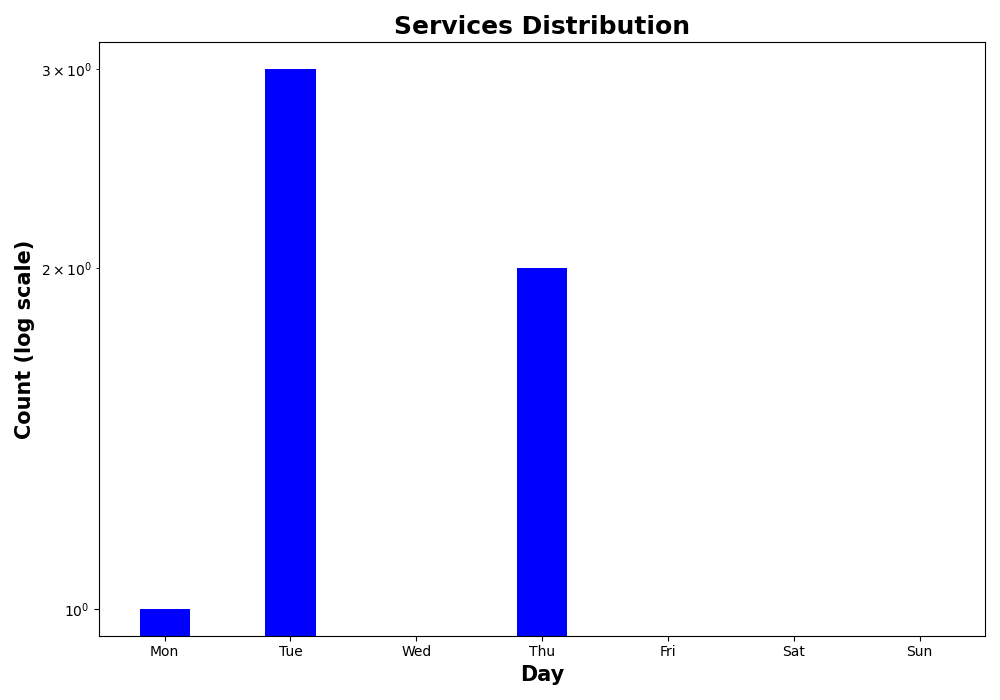 Services Distribution
Count (log scale)
3 × 10⁰
2 × 10⁰
10⁰
Mon Tue Wed Thu Fri Sat Sun
Day